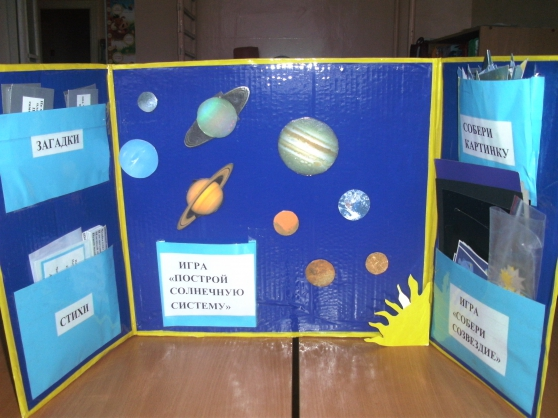 ЗАГАДКИ
СТИХИ
ИГРА
«ПОСТРОЙ
СОЛНЕЧНУЮ
СИСТЕМУ»
СОБЕРИ
КАРТИНКУ
ИГРА
«СОБЕРИ
СОЗВЕЗДИЕ»